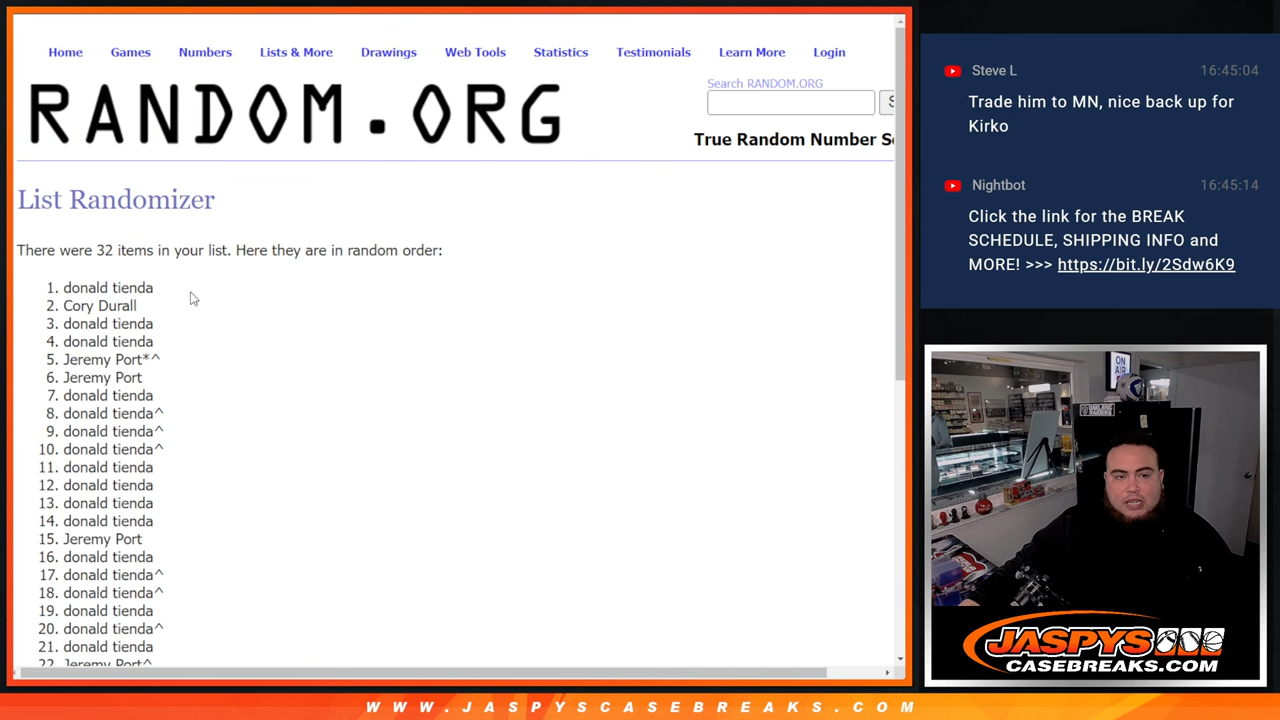 Home Games Numbers Lists & More Drawings Web Tools Statistics Testimonials Learn More Login
RANDOM.ORG
Search RANDOM.ORG
True Random Number
List Randomizer
There were 32 items in your list. Here they are in random order:
1. donald tienda
2. Cory Durall
3. donald tienda
4. donald tienda
5. Jeremy Port*^
6. Jeremy Port
7. donald tienda
8. donald tienda^
9. donald tienda^
10. donald tienda^
11. donald tienda
12. donald tienda
13. donald tienda
14. donald tienda
15. Jeremy Port
16. donald tienda
17. donald tienda^
18. donald tienda^
19. donald tienda
20. donald tienda^
21. donald tienda
22. Jeremy Port^
Steve L 16:45:04
Trade him to MN, nice back up for
Kirko
Nightbot 16:45:14
Click the link for the BREAK
SCHEDULE, SHIPPING INFO and
MORE! >>> https://bit.ly/2Sdw6K9
ON
AIR
JASPYS
CASEBREAKS.COM
WWW.JASPYSCASEBREAKS.COM